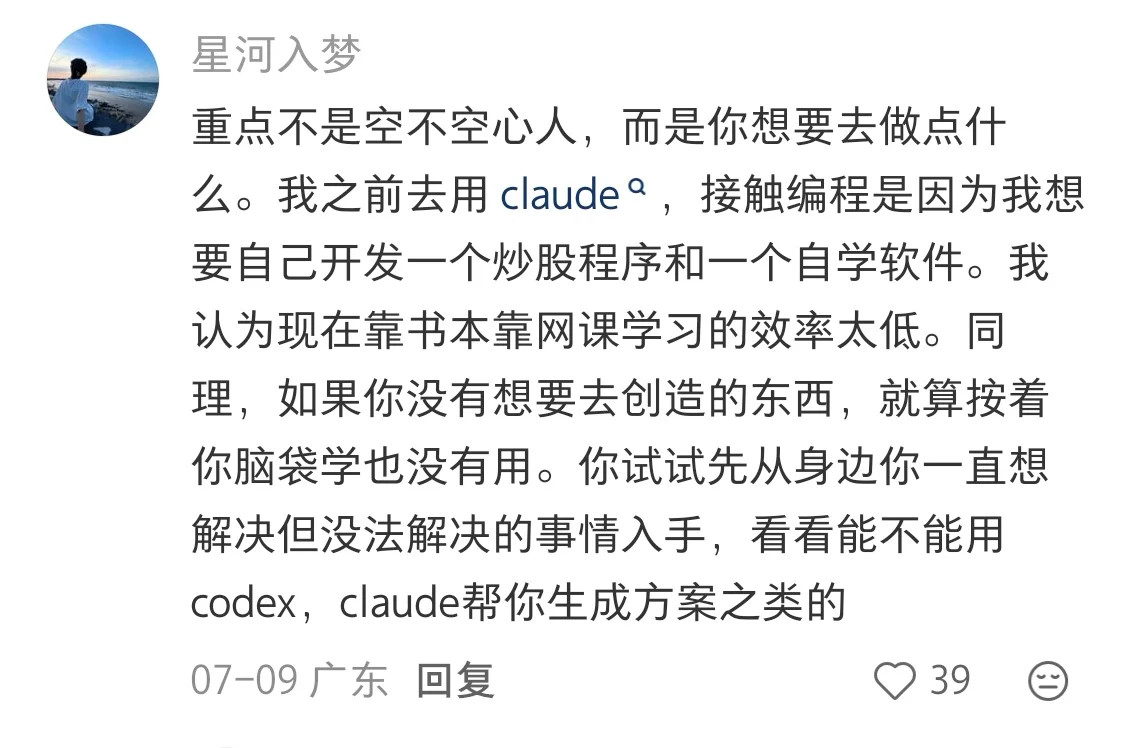 星河入梦
重点不是空不空心人，而是你想要去做点什
么。我之前去用 claude ，接触编程是因为我想
要自己开发一个炒股程序和一个自学软件。我
认为现在靠书本靠网课学习的效率太低。同
理，如果你没有想要去创造的东西，就算按着
你脑袋学也没有用。你试试先从身边你一直想
解决但没法解决的事情入手，看看能不能用
codex，claude帮你生成方案之类的
07-09 广东 回复 39